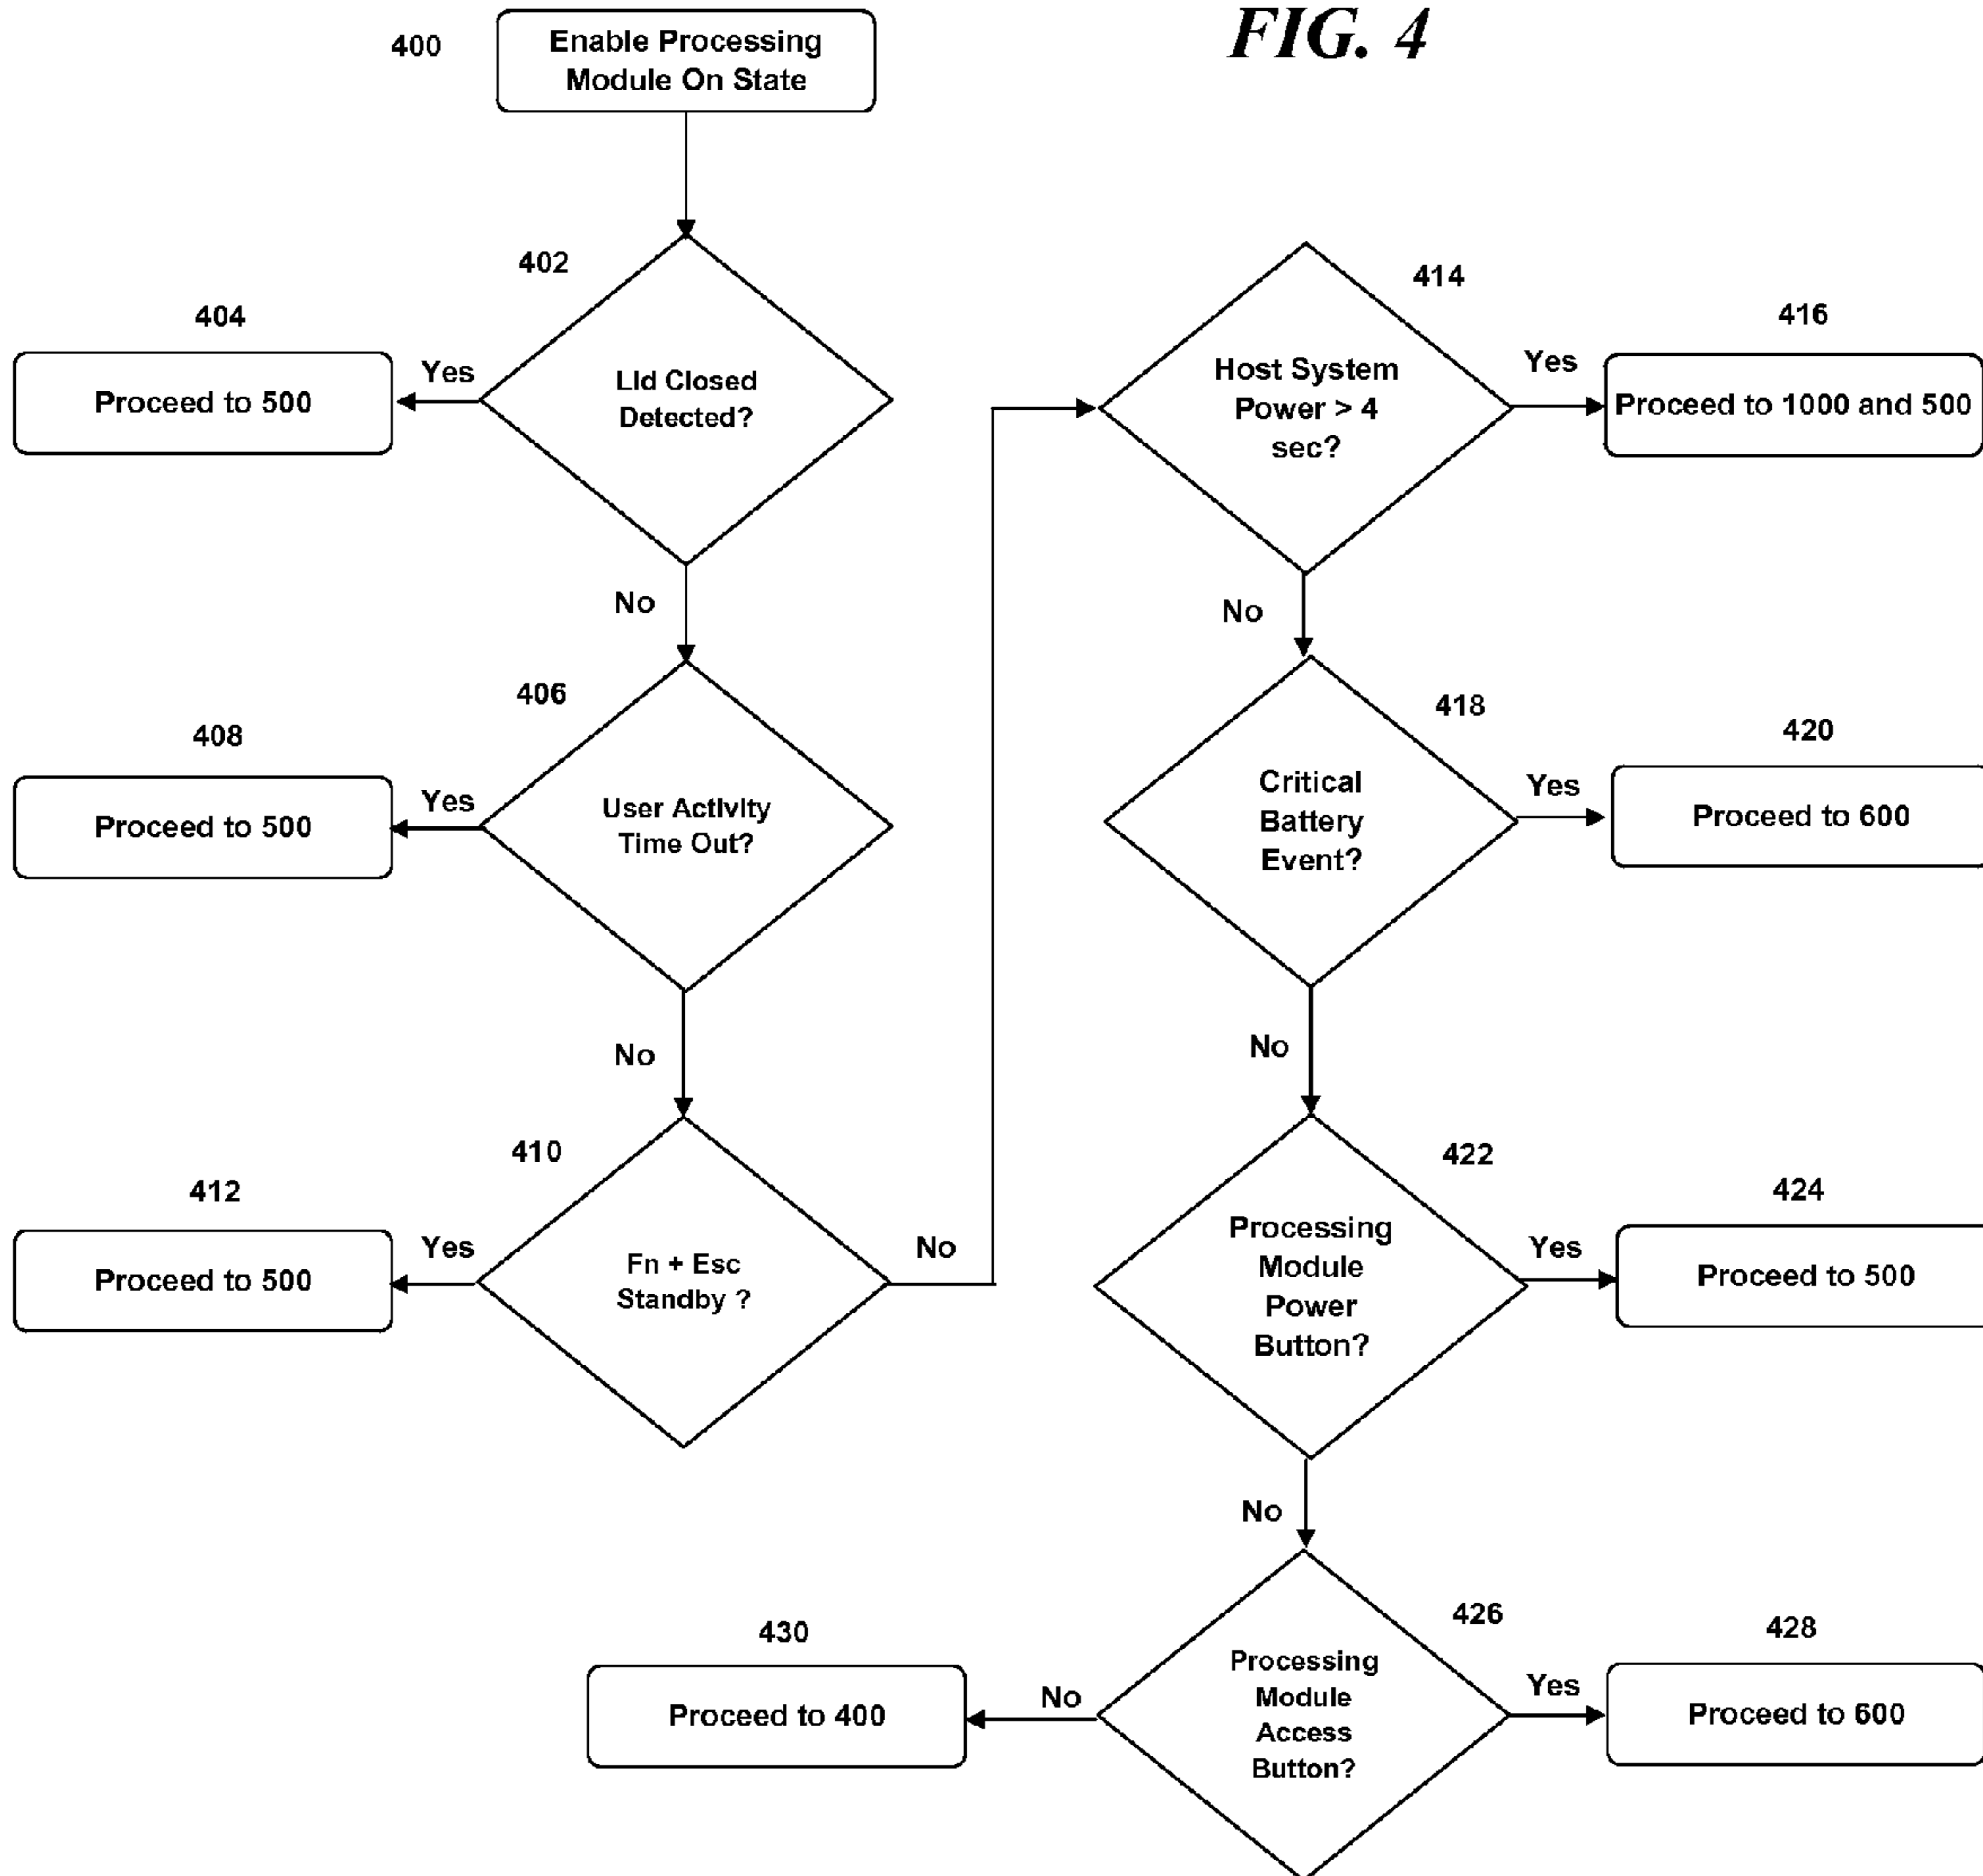 FIG. 4
400
Enable Processing
Module On State
402
Lid Closed
Detected?
Yes
404
Proceed to 500
No
406
User Activity
Time Out?
Yes
408
Proceed to 500
No
410
Fn + Esc
Standby ?
Yes
412
Proceed to 500
No
414
Host System
Power > 4
sec?
Yes
416
Proceed to 1000 and 500
No
418
Critical
Battery
Event?
Yes
420
Proceed to 600
No
422
Processing
Module
Power
Button?
Yes
424
Proceed to 500
No
426
Processing
Module
Access
Button?
Yes
428
Proceed to 600
No
430
Proceed to 400